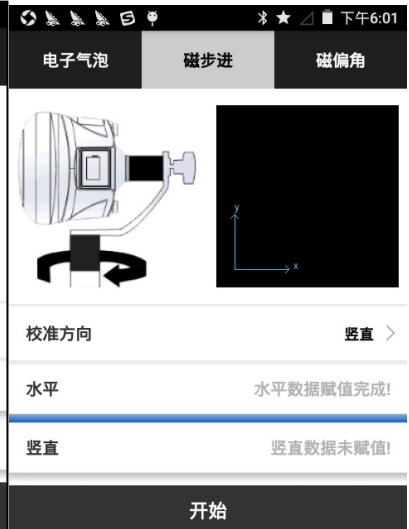 下午6:01
电子气泡 磁步进 磁偏角
y
x
校准方向 竖直
水平 水平数据赋值完成!
竖直 竖直数据未赋值!
开始